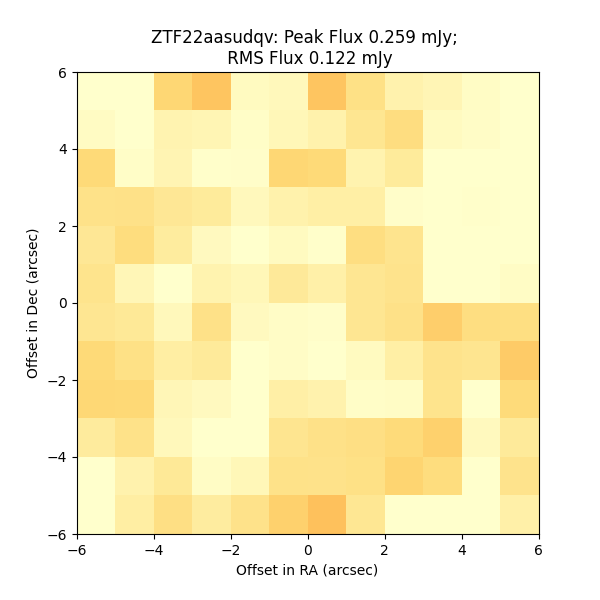 ZTF22aasudqv: Peak Flux 0.259 mJy;
RMS Flux 0.122 mJy
6
4
2
0
−2
−4
−6
Offset in Dec (arcsec)
−6 −4 −2 0 2 4 6
Offset in RA (arcsec)